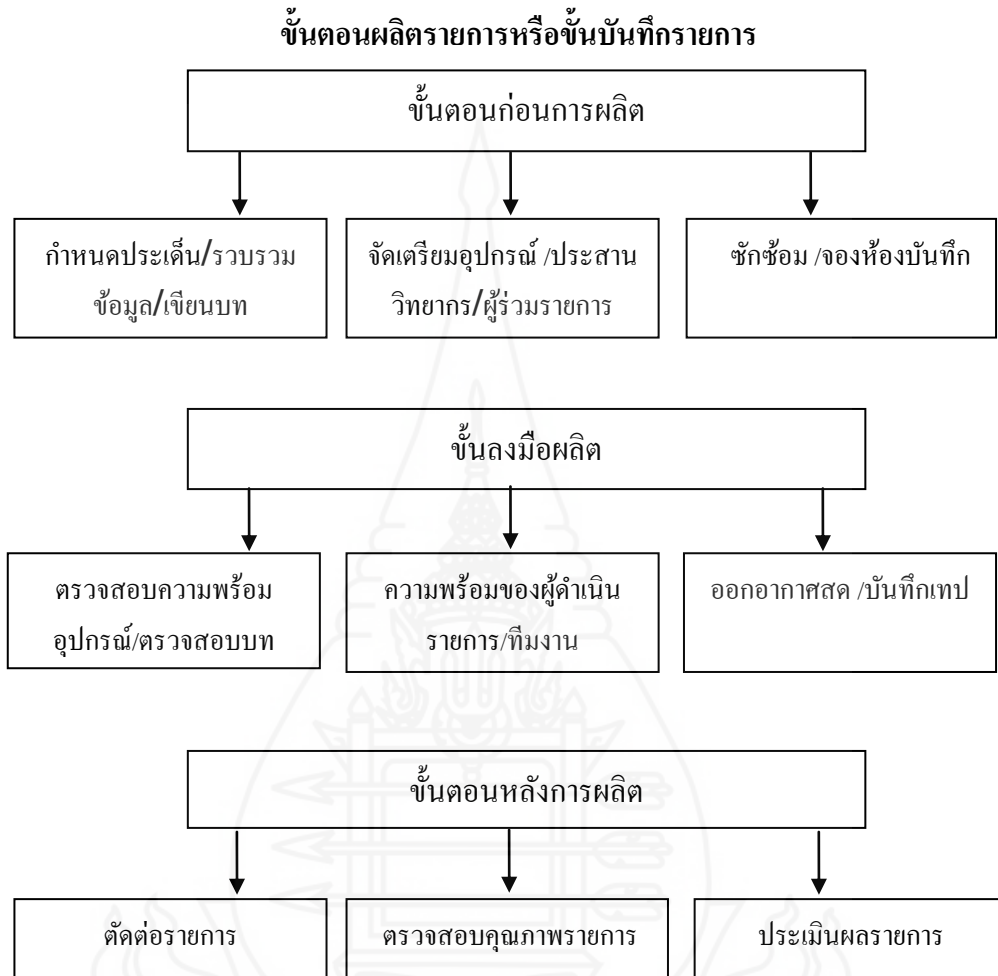 ขั้นตอนผลิตรายการหรือขั้นบันทึกรายการ
ขั้นตอนก่อนการผลิต
กำหนดประเด็น/รวบรวม
ข้อมูล/เขียนบท
จัดเตรียมอุปกรณ์ /ประสาน
วิทยากร/ผู้ร่วมรายการ
ซักซ้อม /จองห้องบันทึก
ขั้นลงมือผลิต
ตรวจสอบความพร้อม
อุปกรณ์/ตรวจสอบบท
ความพร้อมของผู้ดำเนิน
รายการ/ทีมงาน
ออกอากาศสด /บันทึกเทป
ขั้นตอนหลังการผลิต
ตัดต่อรายการ
ตรวจสอบคุณภาพรายการ
ประเมินผลรายการ